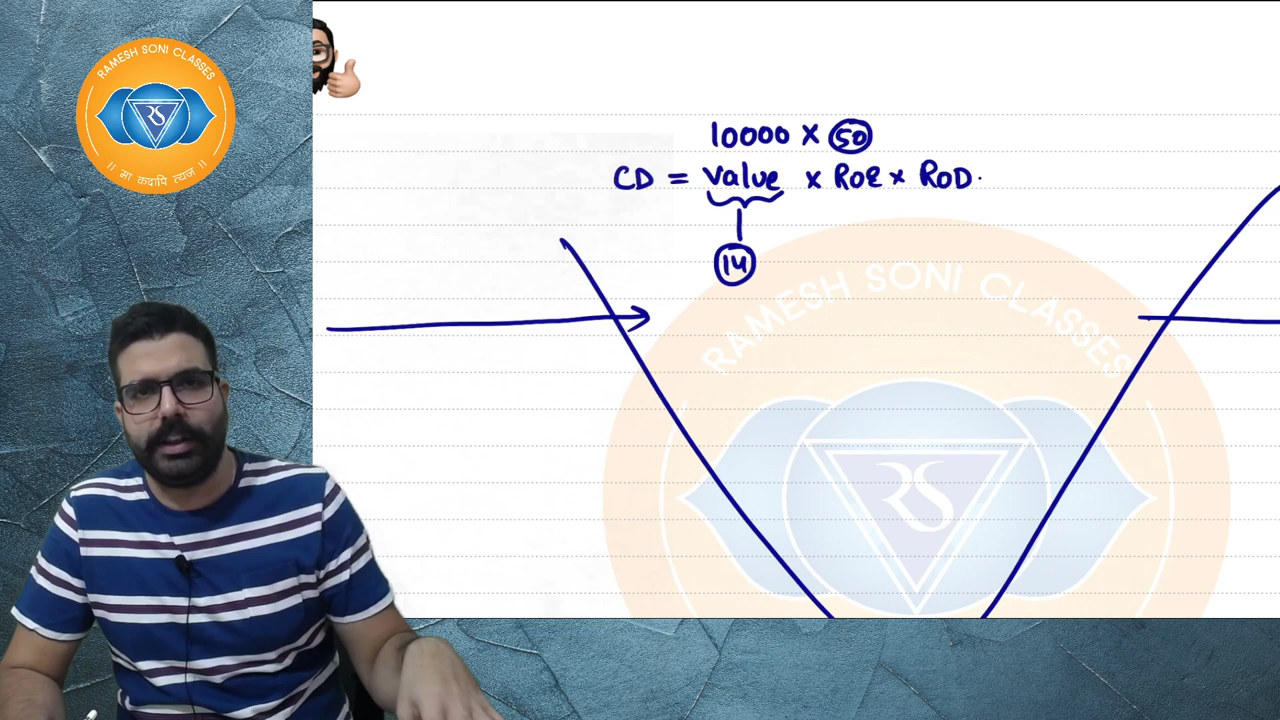 RAMESH SONI CLASSES
RS
|| मा कदापि त्यज ||
10000 × 50
CD = Value × RoE × RoD.
14
RAMESH SONI CLASSES
RS